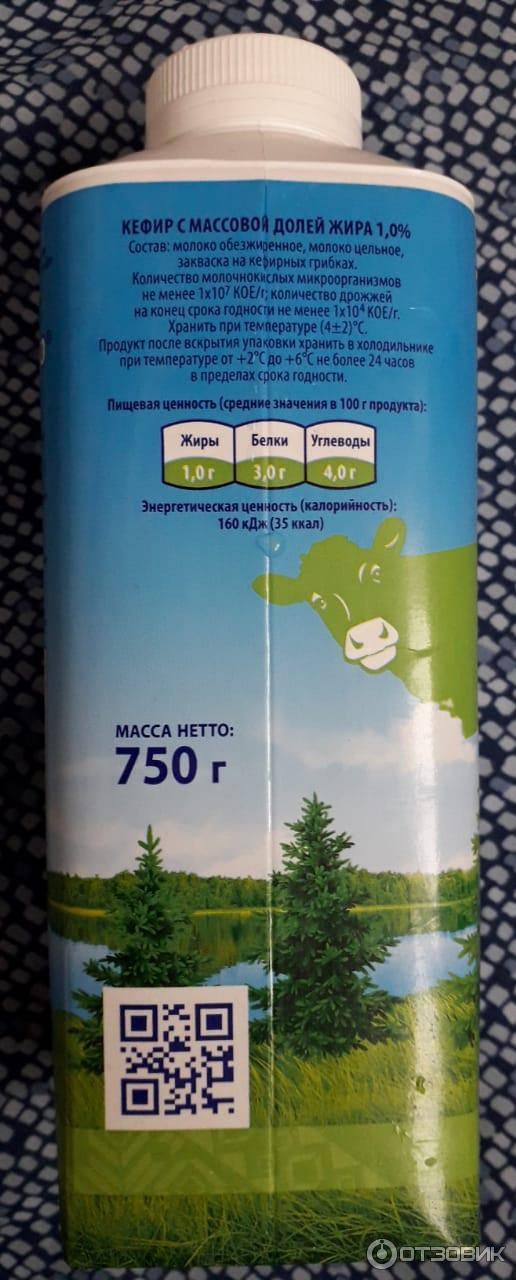 КЕФИР С МАССОВОЙ ДОЛЕЙ ЖИРА 1,0%
Состав: молоко обезжиренное, молоко цельное,
закваска на кефирных грибках.
Количество молочнокислых микроорганизмов
не менее 1х10⁷ КОЕ/г; количество дрожжей
на конец срока годности не менее 1х10⁴ КОЕ/г.
Хранить при температуре (4±2)°С.
Продукт после вскрытия упаковки хранить в холодильнике
при температуре от +2°С до +6°С не более 24 часов
в пределах срока годности.
Пищевая ценность (средние значения в 100 г продукта):
Жиры Белки Углеводы
1,0 г 3,0 г 4,0 г
Энергетическая ценность (калорийность):
160 кДж (35 ккал)
МАССА НЕТТО:
750 г
ОТЗОВИК